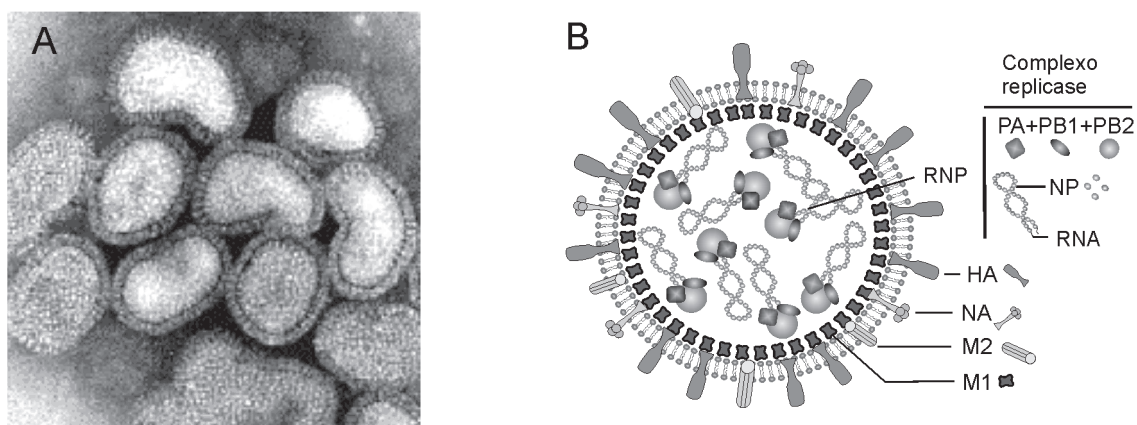 A
B
Complexo
replicase
PA+PB1+PB2
RNP
NP
RNA
HA
NA
M2
M1